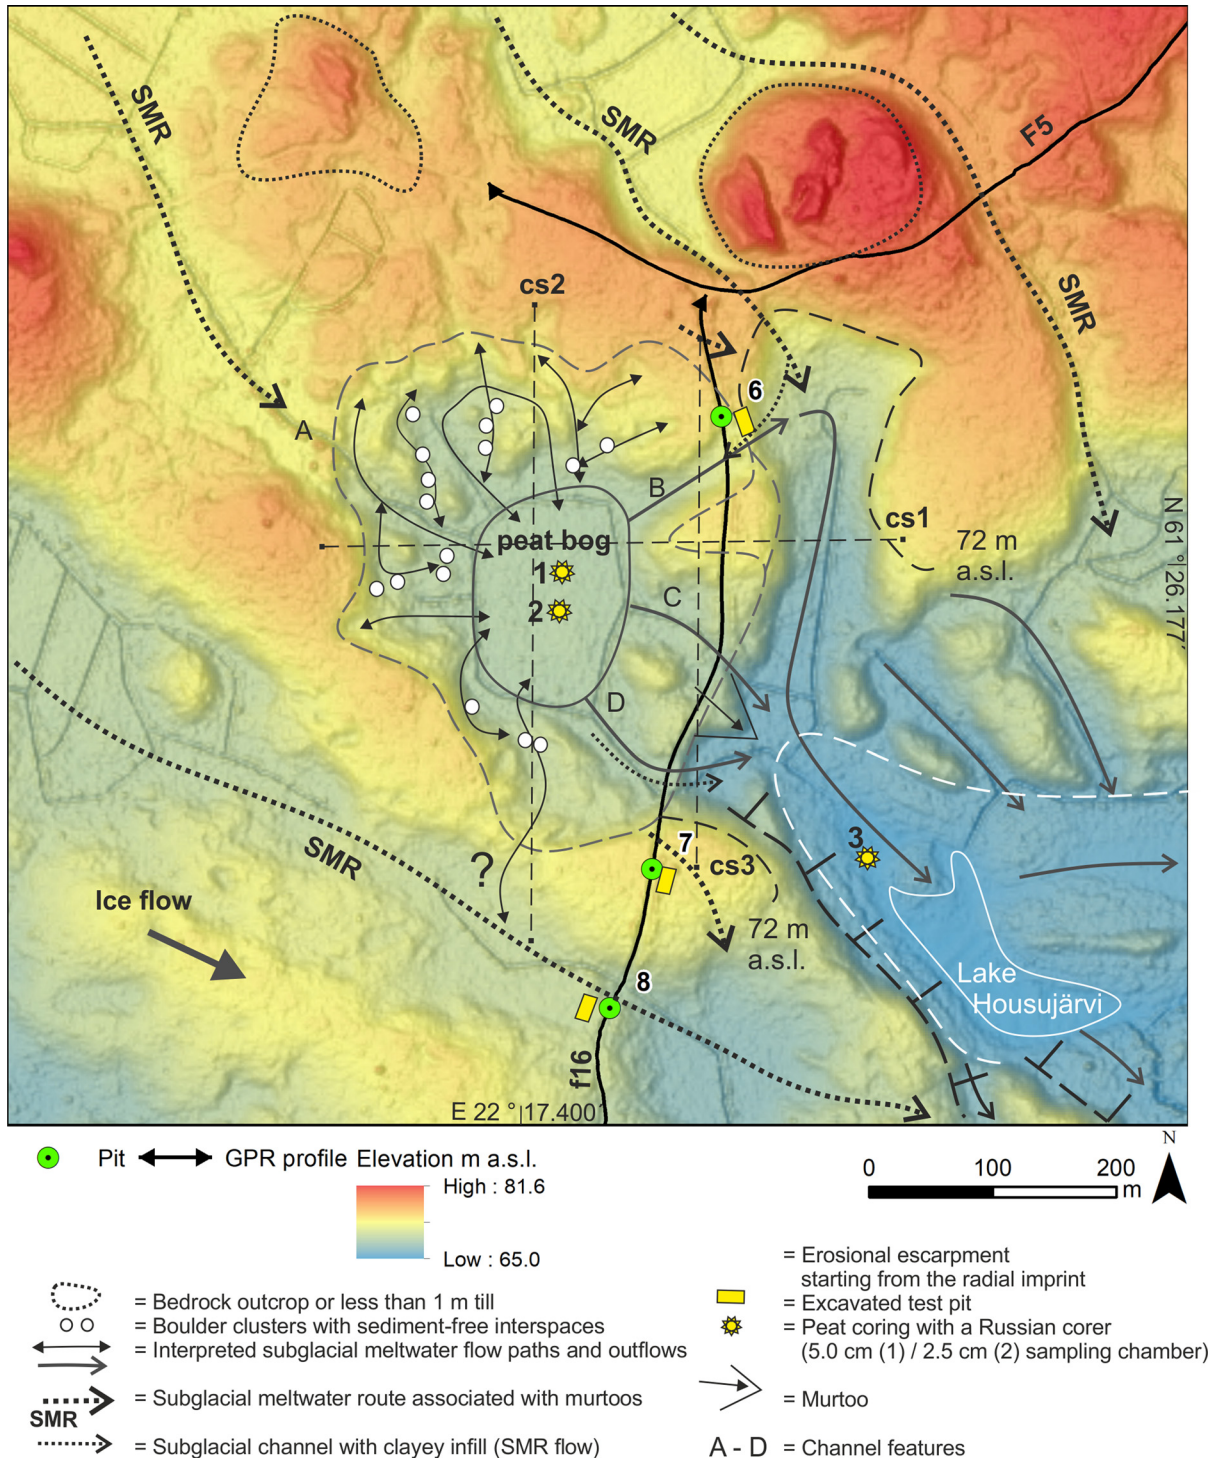 SMR
SMR
F5
SMR
cs2
6
A
B
cs1
peat bog
72 m
a.s.l.
1
C
2
N 61 °|26.177'
D
3
7
SMR
?
cs3
Ice flow
72 m
a.s.l.
Lake
Housujärvi
8
f16
E 22 °|17.400'
Pit
GPR profile
Elevation m a.s.l.
High : 81.6
Low : 65.0
N
0 100 200
m
= Bedrock outcrop or less than 1 m till
= Boulder clusters with sediment-free interspaces
= Interpreted subglacial meltwater flow paths and outflows
= Subglacial meltwater route associated with murtoos
SMR
= Subglacial channel with clayey infill (SMR flow)
= Erosional escarpment
starting from the radial imprint
= Excavated test pit
= Peat coring with a Russian corer
(5.0 cm (1) / 2.5 cm (2) sampling chamber)
= Murtoo
A - D = Channel features